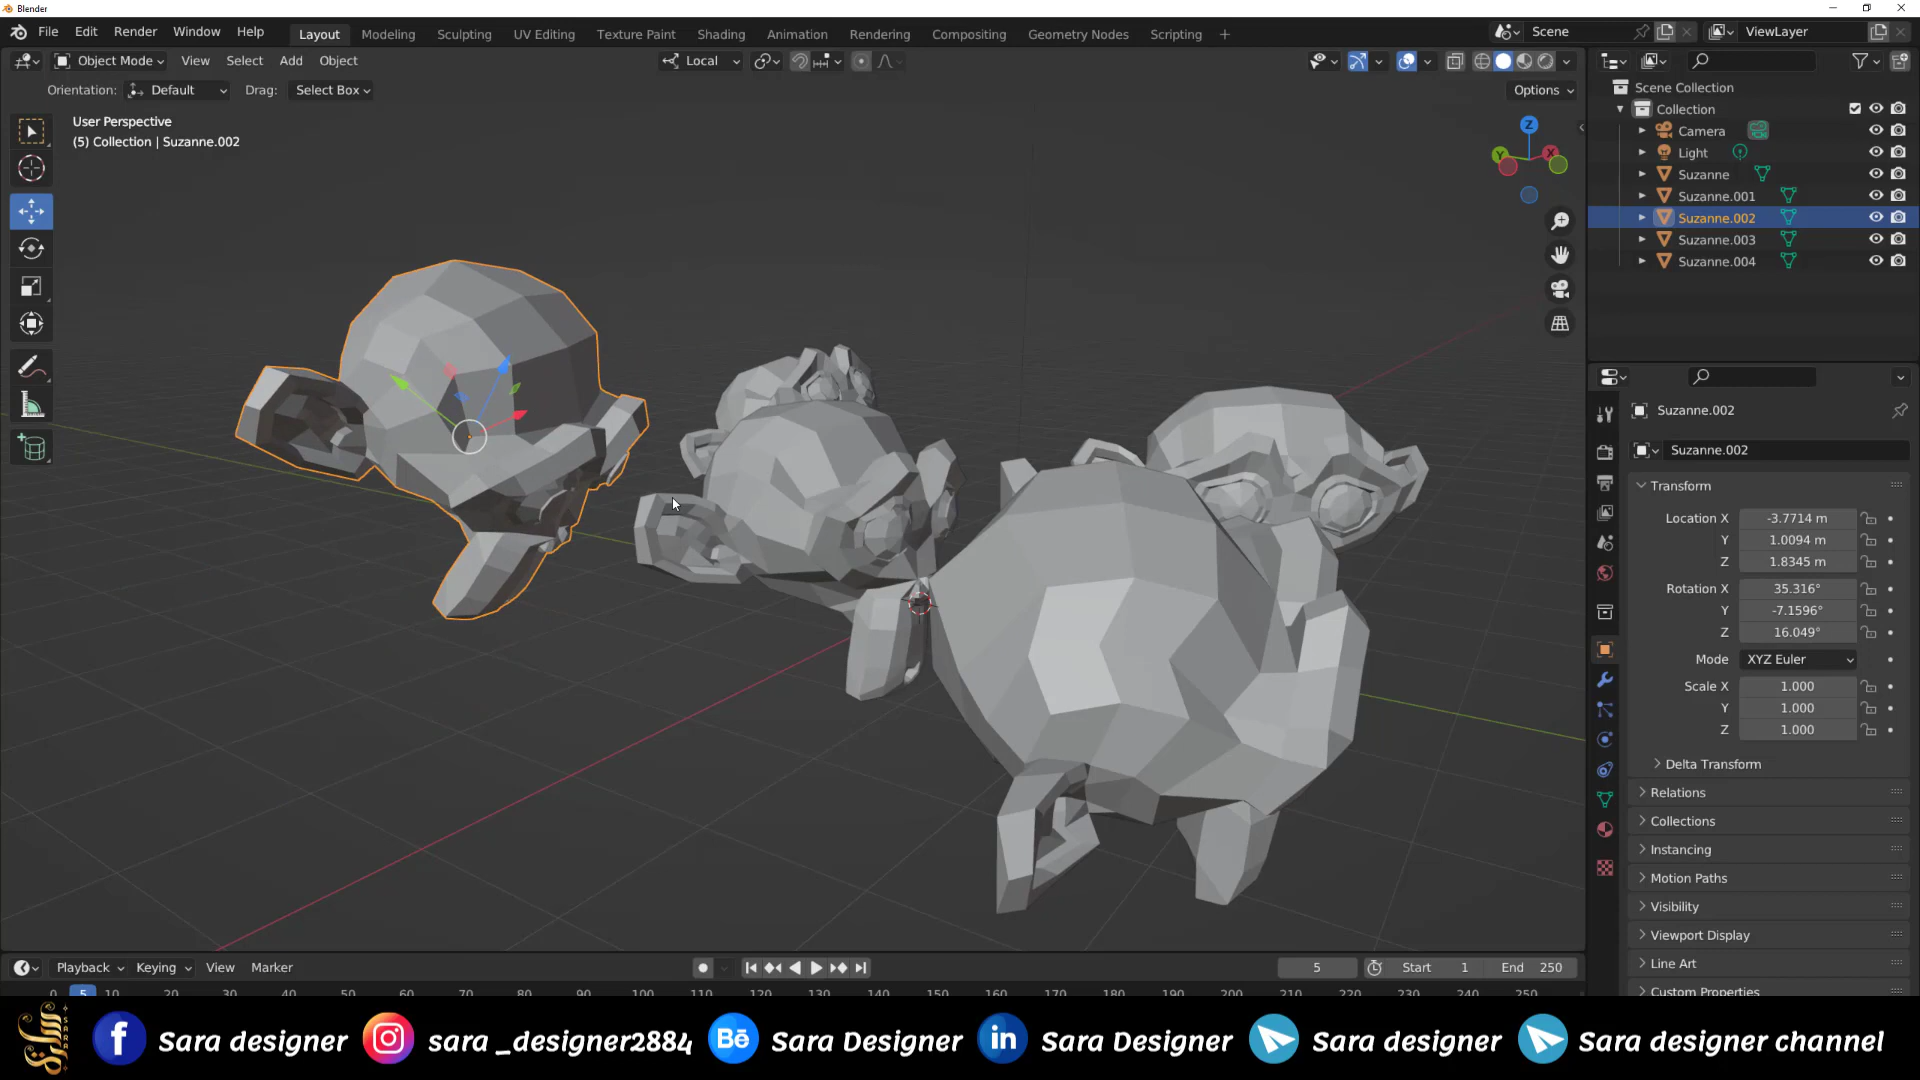 Blender
File Edit Render Window Help Layout Modeling Sculpting UV Editing Texture Paint Shading Animation Rendering Compositing Geometry Nodes Scripting + Scene ViewLayer
Object Mode View Select Add Object Local
Orientation: Default Drag: Select Box Options
User Perspective
(5) Collection | Suzanne.002
Z
Y
X
Scene Collection
Collection
Camera
Light
Suzanne
Suzanne.001
Suzanne.002
Suzanne.003
Suzanne.004
Suzanne.002
Suzanne.002
Transform
Location X -3.7714 m
Y 1.0094 m
Z 1.8345 m
Rotation X 35.316°
Y -7.1596°
Z 16.049°
Mode XYZ Euler
Scale X 1.000
Y 1.000
Z 1.000
Delta Transform
Relations
Collections
Instancing
Motion Paths
Visibility
Viewport Display
Line Art
Custom Properties
Playback Keying View Marker 5 Start 1 End 250
0 5 10 20 30 40 50 60 70 80 90 100 110 120 130 140 150 160 170 180 190 200 210 220 230 240 250
Sara designer sara _designer2884 Bē Sara Designer in Sara Designer Sara designer Sara designer channel